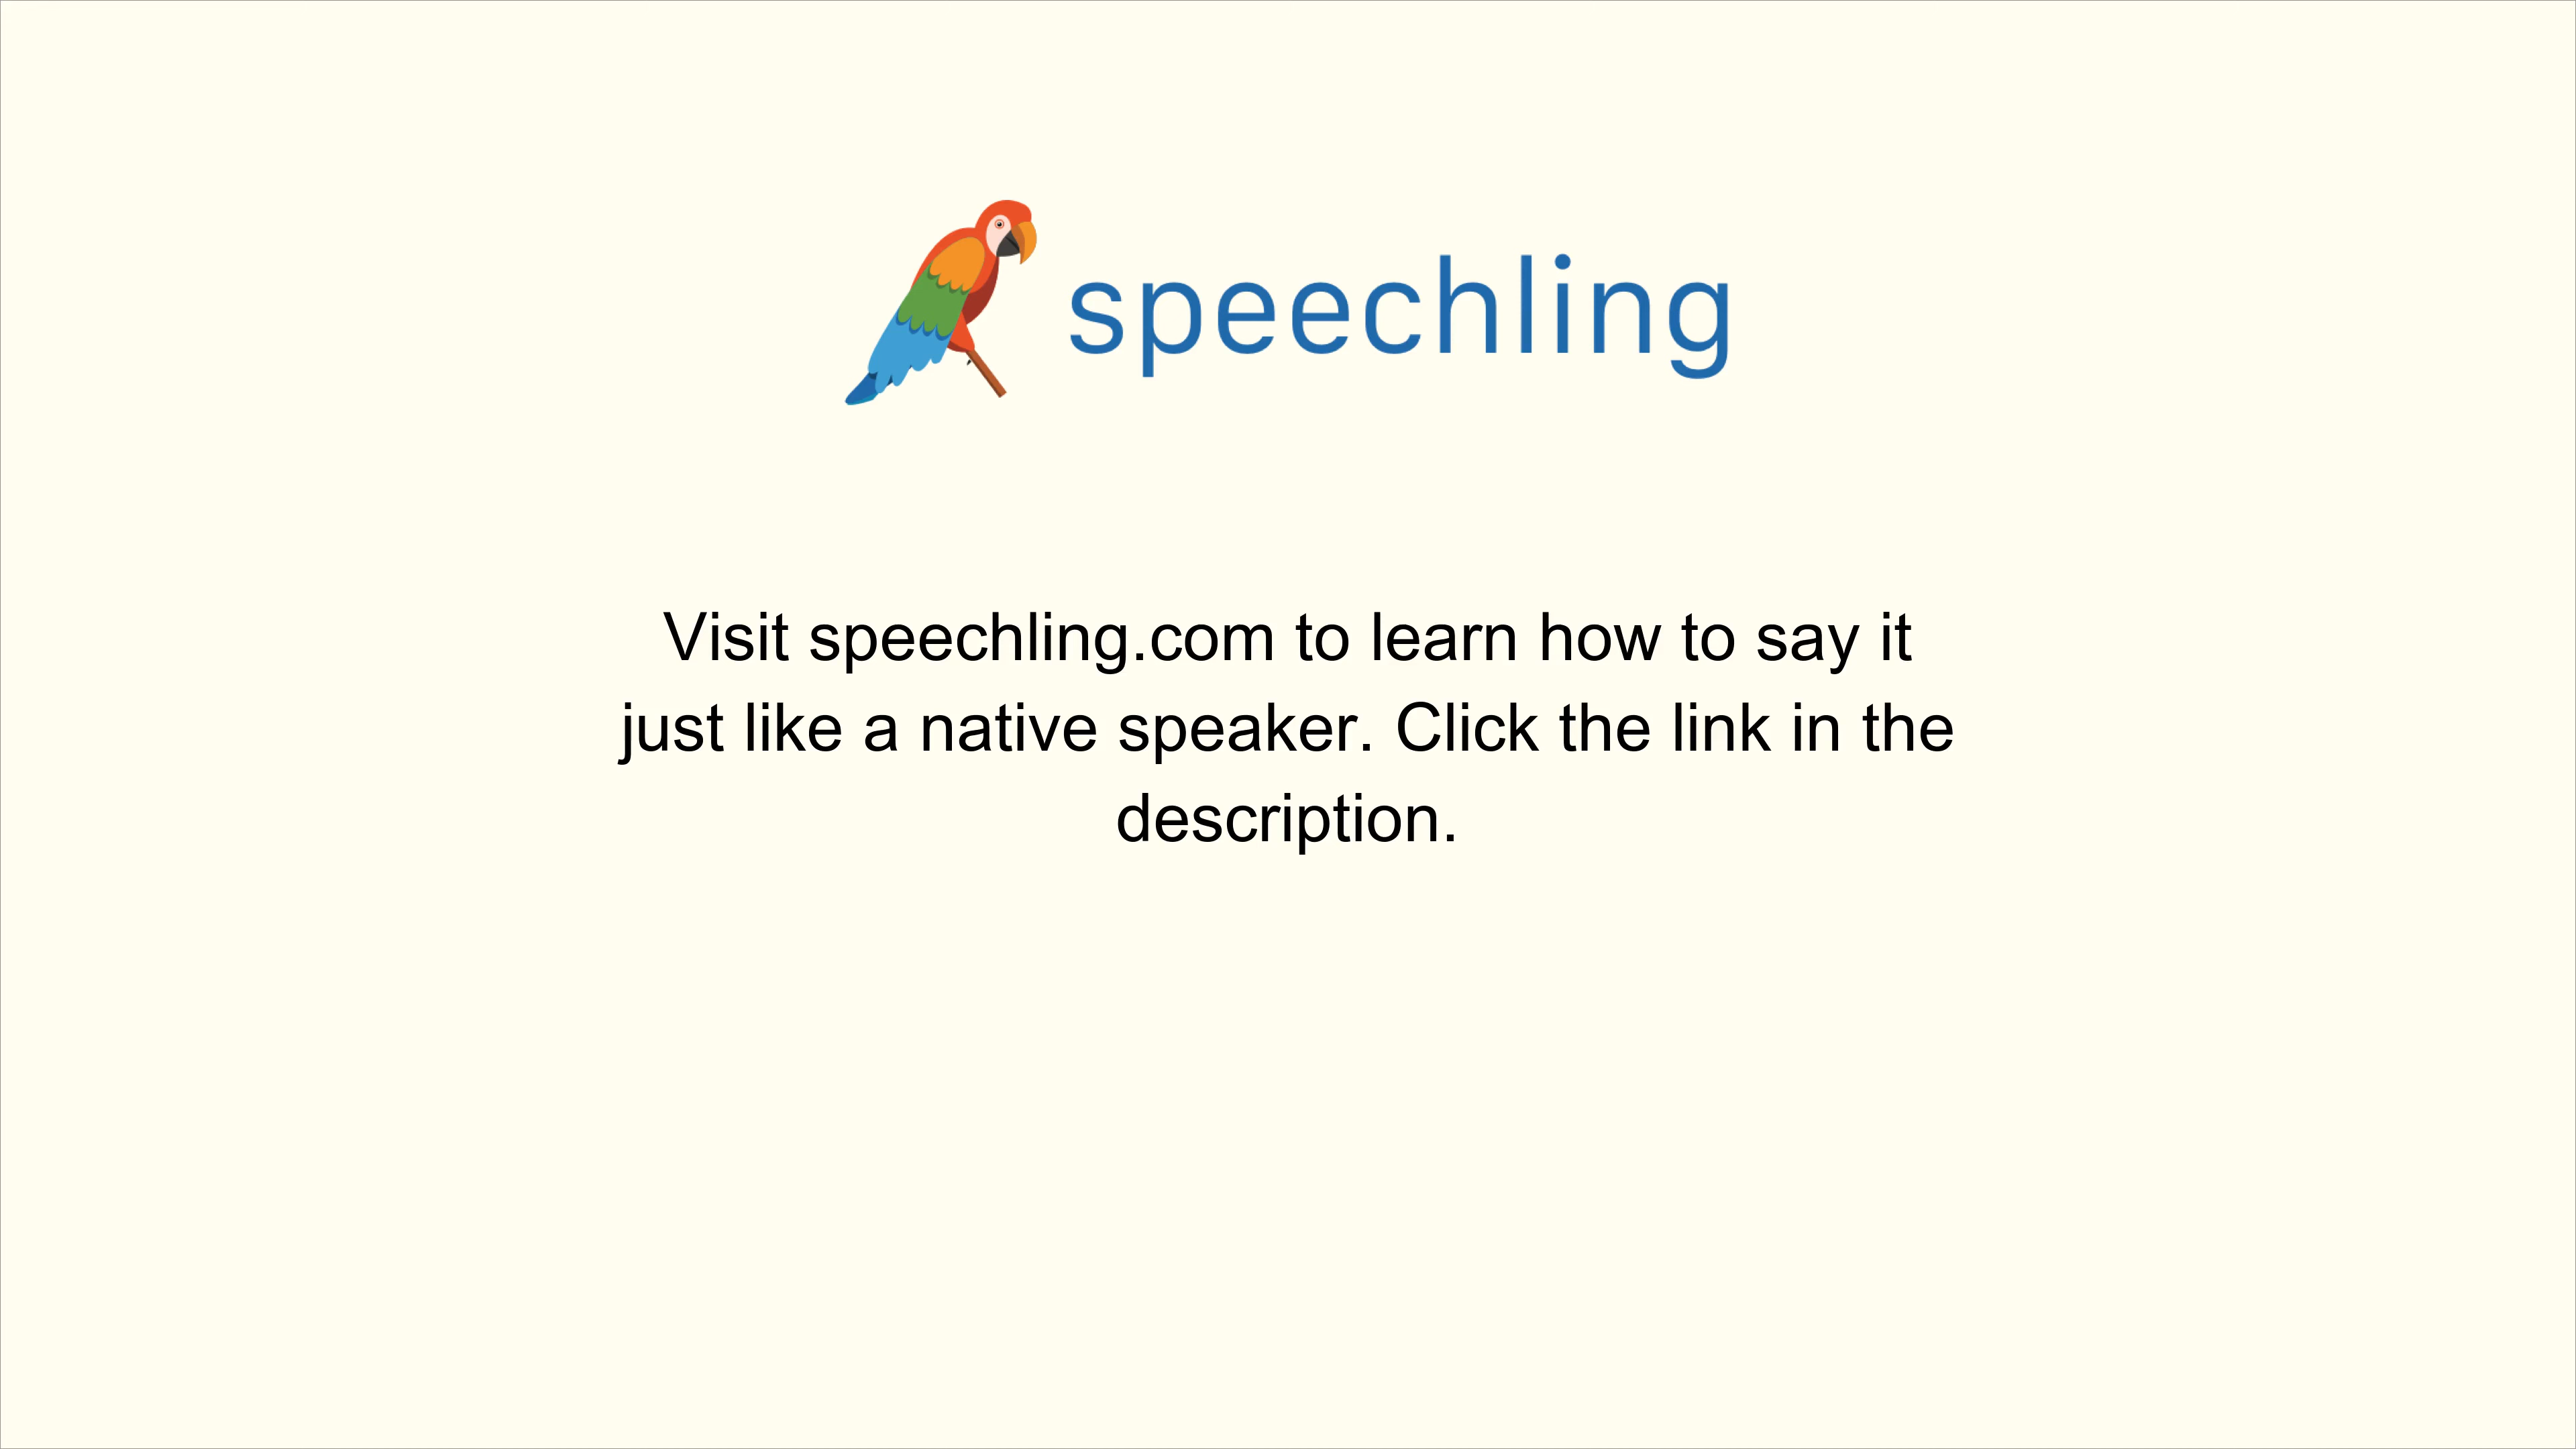 speechling
Visit speechling.com to learn how to say it
just like a native speaker. Click the link in the
description.